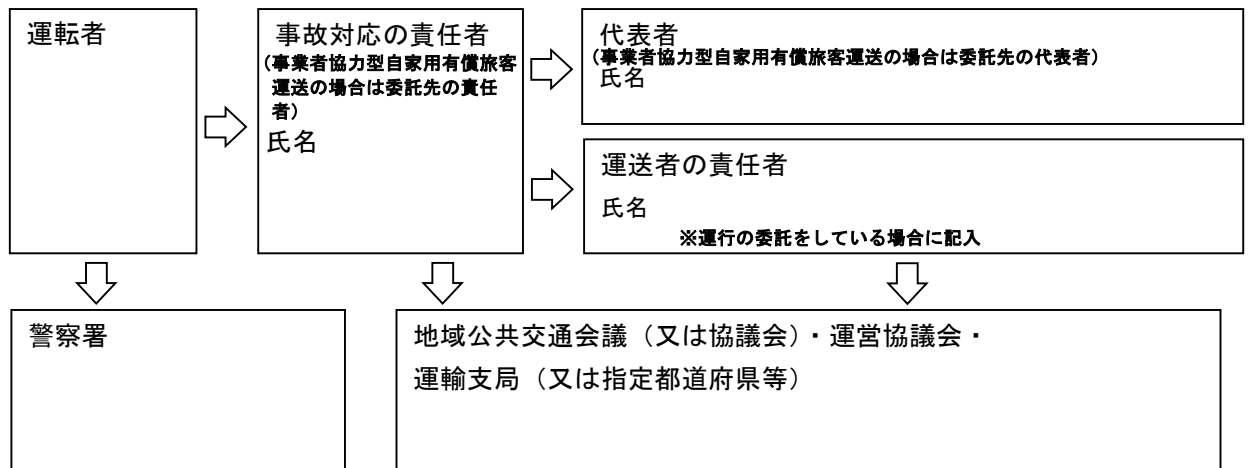 運転者
事故対応の責任者
(事業者協力型自家用有償旅客
運送の場合は委託先の責任
者)
氏名
代表者
(事業者協力型自家用有償旅客運送の場合は委託先の代表者)
氏名
運送者の責任者
氏名
※運行の委託をしている場合に記入
警察署
地域公共交通会議（又は協議会）・運営協議会・
運輸支局（又は指定都道府県等）